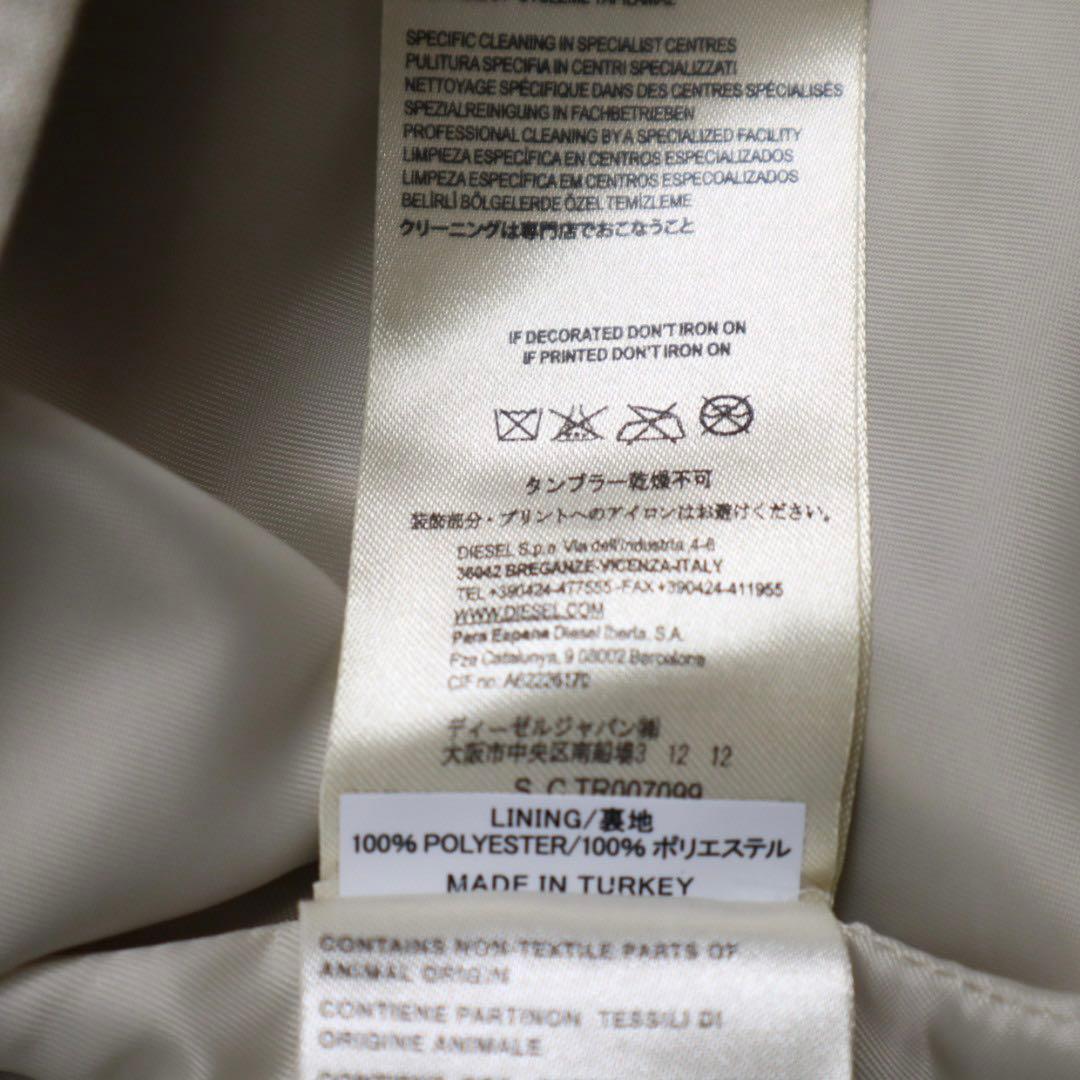 SPECIFIC CLEANING IN SPECIALIST CENTRES
PULITURA SPECIFIA IN CENTRI SPECIALIZZATI
NETTOYAGE SPÉCIFIQUE DANS DES CENTRES SPÉCIALISÉS
SPEZIALREINIGUNG IN FACHBETRIEBEN
PROFESSIONAL CLEANING BY A SPECIALIZED FACILITY
LIMPIEZA ESPECÍFICA EN CENTROS ESPECIALIZADOS
LIMPEZA ESPECÍFICA EM CENTROS ESPECOALIZADOS
BELİRLİ BÖLGELERDE ÖZEL TEMİZLEME
クリーニングは専門店でおこなうこと
IF DECORATED DON'T IRON ON
IF PRINTED DON'T IRON ON
タンブラー乾燥不可
装飾部分・プリントへのアイロンはお避けください。
DIESEL S.p.a. Via dell'industria 4-6
36042 BREGANZE-VICENZA-ITALY
TEL +390424-477555-FAX +390424-411955
WWW.DIESEL.COM
Para Espana Diesel Iberia, S.A.
Pza Catalunya, 9 08002 Barcelona
CIF no. A62226170
ディーゼルジャパン㈱
大阪市中央区南船場3 12 12
S.C.TR007099
LINING/裏地
100% POLYESTER/100% ポリエステル
MADE IN TURKEY
CONTAINS NON-TEXTILE PARTS OF
ANIMAL ORIGIN
CONTIENE PARTINON TESSILI DI
ORIGINIE ANIMALE